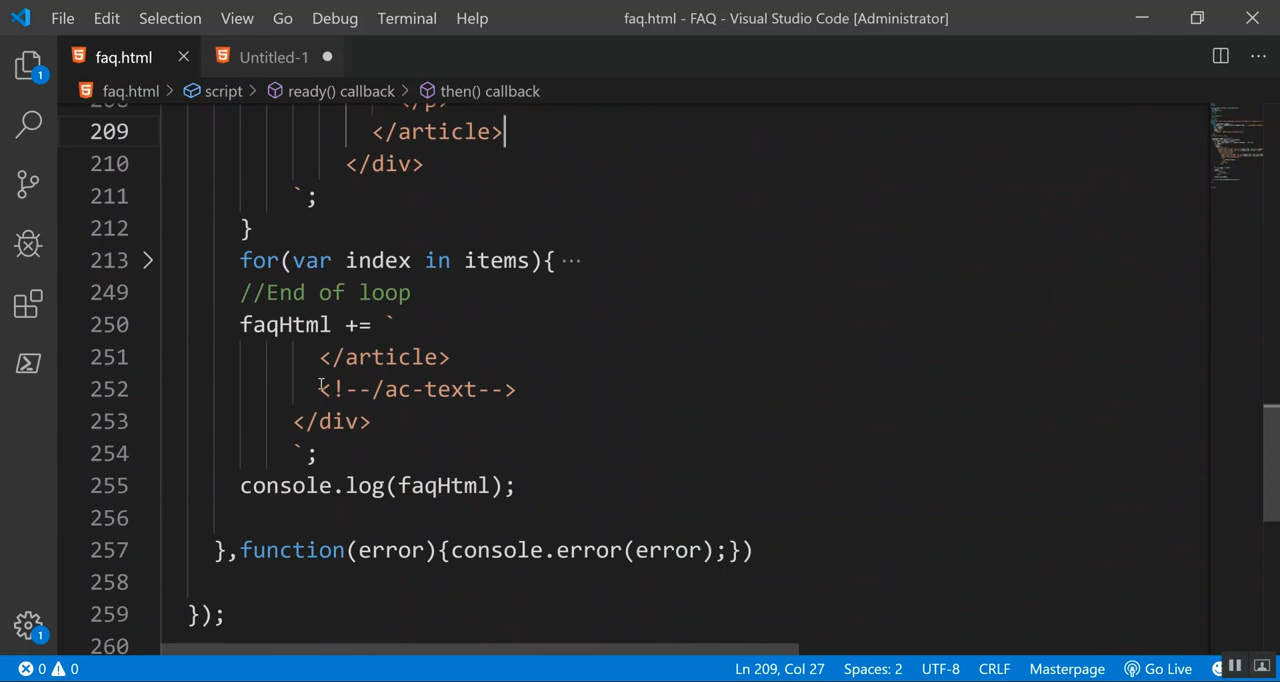 File Edit Selection View Go Debug Terminal Help faq.html - FAQ - Visual Studio Code [Administrator]
faq.html Untitled-1
faq.html > script > ready() callback > then() callback
208 </p>
209 </article>
210 </div>
211 `;
212 }
213 for(var index in items){ ···
249 //End of loop
250 faqHtml += `
251 </article>
252 <!--/ac-text-->
253 </div>
254 `;
255 console.log(faqHtml);
256
257 },function(error){console.error(error);})
258
259 });
260
1
1
0 0 Ln 209, Col 27 Spaces: 2 UTF-8 CRLF Masterpage Go Live